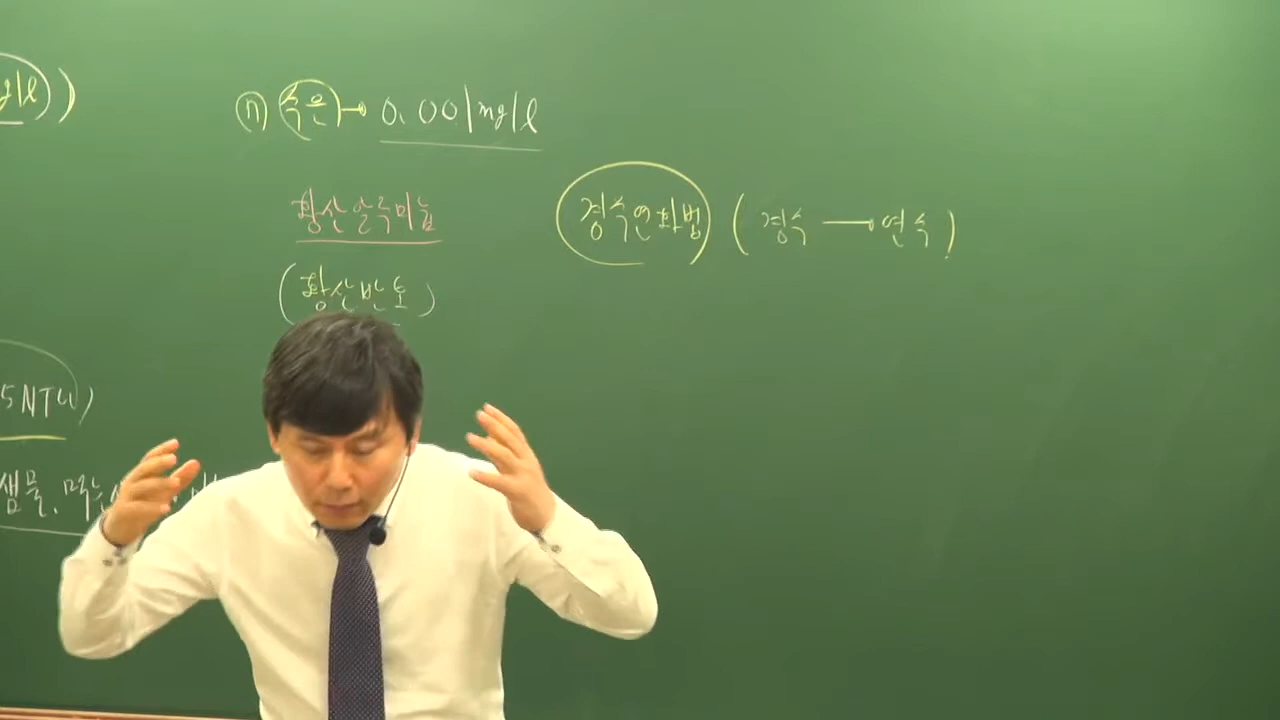 g/l))
⑪ 수은 → 0.001mg/l
황산알루미늄
(황산반토)
경수연화법 (경수 → 연수)
5NTU)
샘물, 먹는